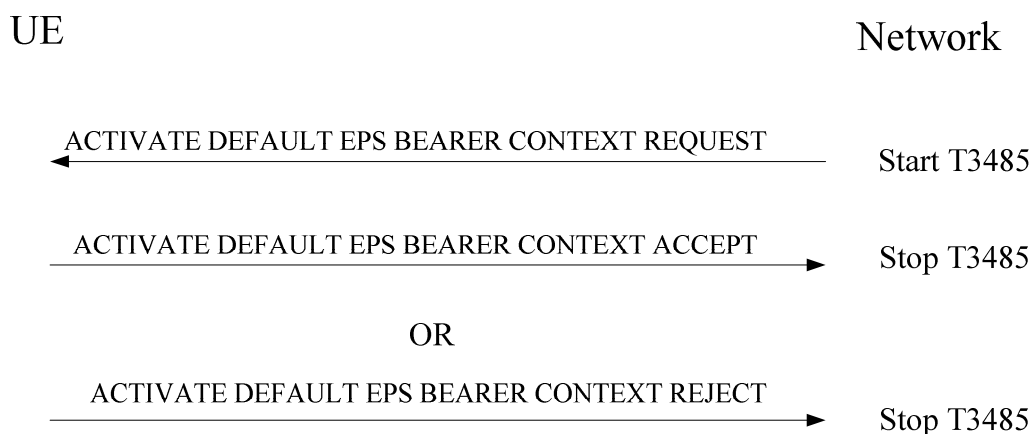 UE
Network
ACTIVATE DEFAULT EPS BEARER CONTEXT REQUEST
Start T3485
ACTIVATE DEFAULT EPS BEARER CONTEXT ACCEPT
Stop T3485
OR
ACTIVATE DEFAULT EPS BEARER CONTEXT REJECT
Stop T3485